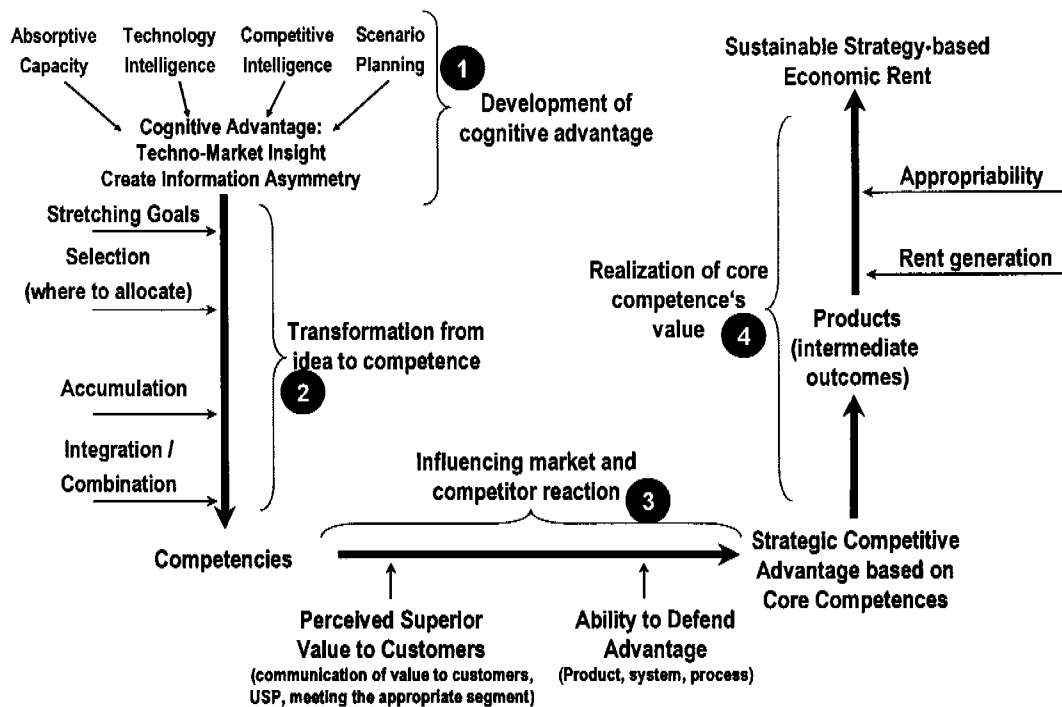 Absorptive
Capacity
Technology
Intelligence
Competitive
Intelligence
Scenario
Planning
1
Development of
cognitive advantage
Cognitive Advantage:
Techno-Market Insight
Create Information Asymmetry
Stretching Goals
Selection
(where to allocate)
Accumulation
Integration /
Combination
Transformation from
idea to competence
2
Competencies
Influencing market and
competitor reaction
3
Perceived Superior
Value to Customers
(communication of value to customers,
USP, meeting the appropriate segment)
Ability to Defend
Advantage
(Product, system, process)
Strategic Competitive
Advantage based on
Core Competences
Realization of core
competence's
value
4
Products
(intermediate
outcomes)
Rent generation
Appropriability
Sustainable Strategy-based
Economic Rent